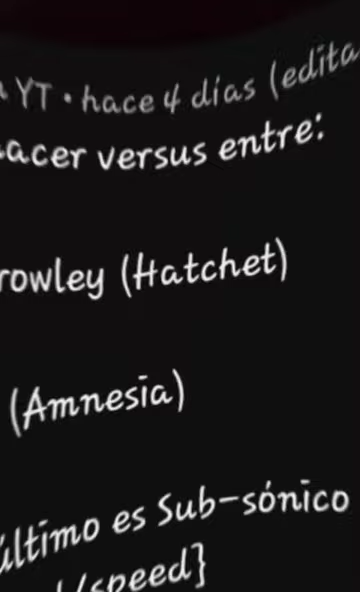 YT • hace 4 días (edita
acer versus entre:
rowley (Hatchet)
(Amnesia)
último es Sub-sónico
/speed}